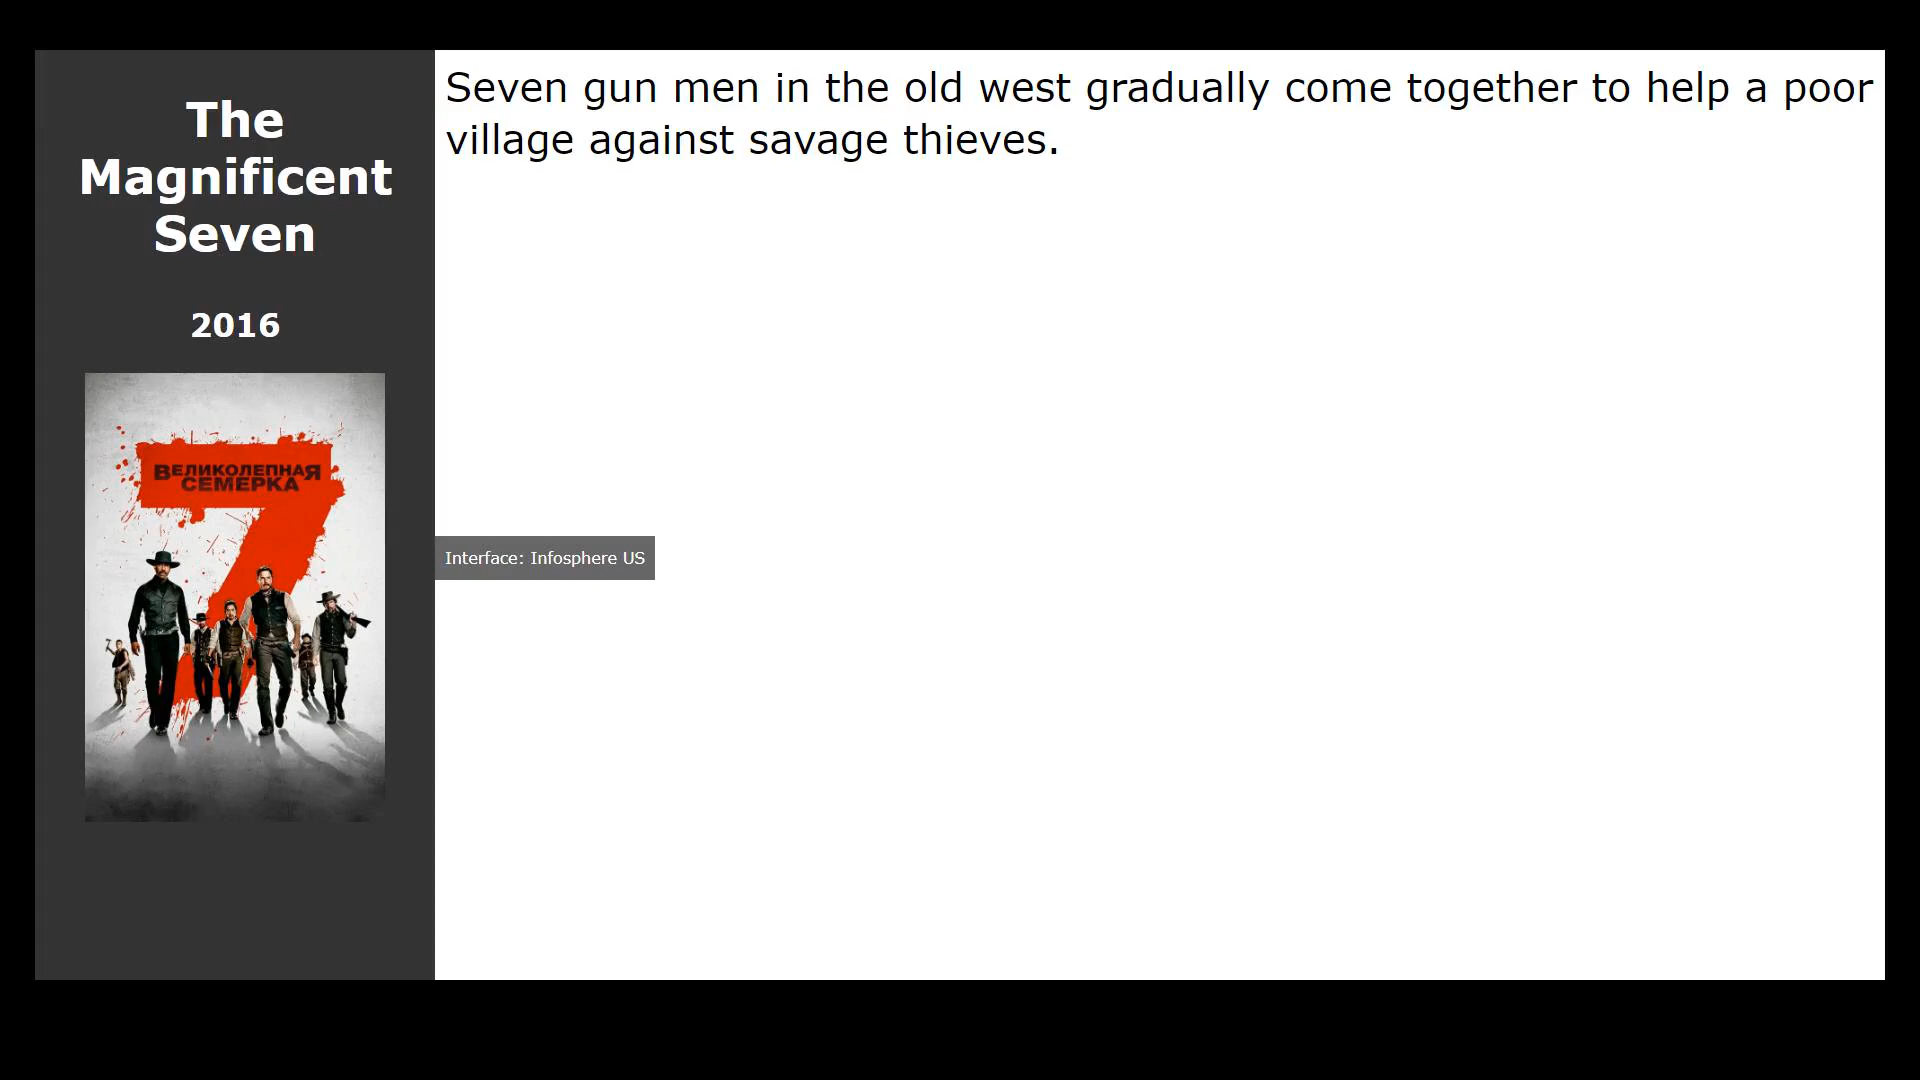 The
Magnificent
Seven
2016
ВЕЛИКОЛЕПНАЯ
СЕМЕРКА
Seven gun men in the old west gradually come together to help a poor
village against savage thieves.
Interface: Infosphere US